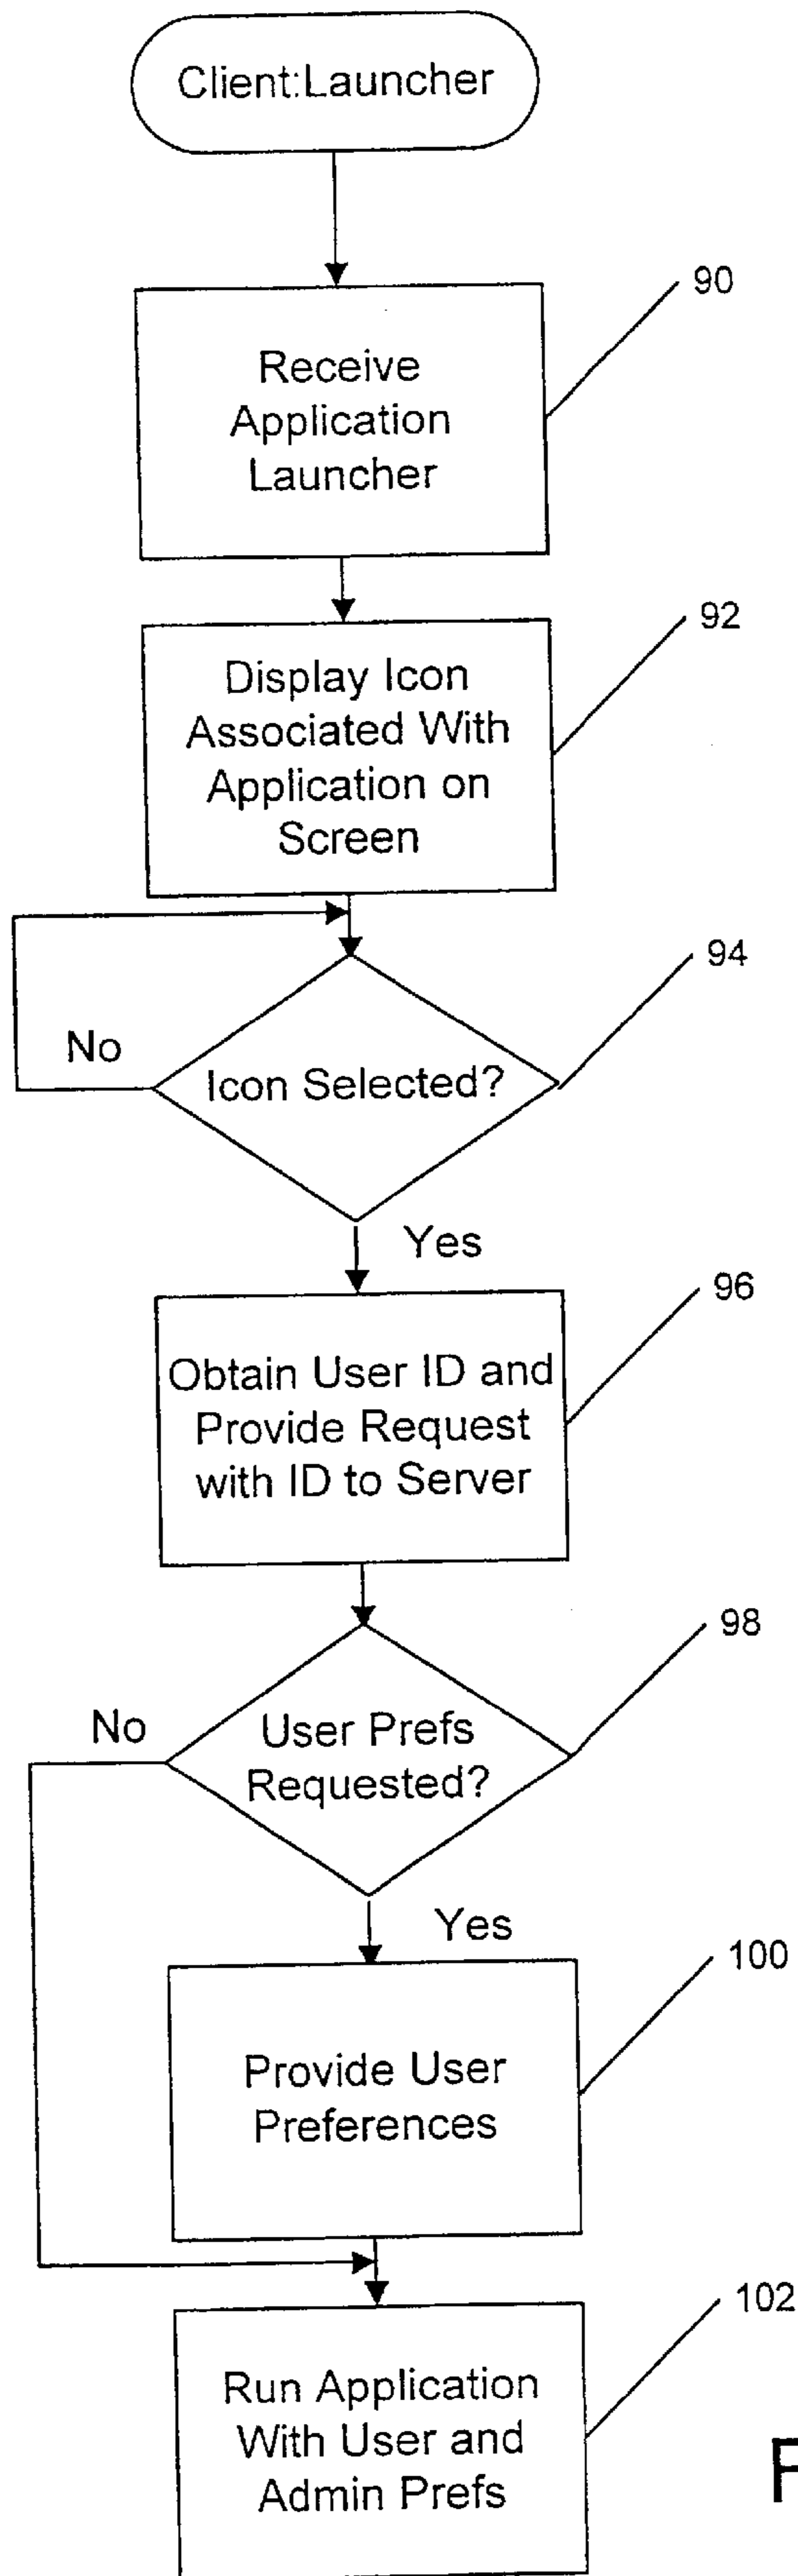 Client:Launcher
90
Receive
Application
Launcher
92
Display Icon
Associated With
Application on
Screen
94
No
Icon Selected?
Yes
96
Obtain User ID and
Provide Request
with ID to Server
98
No
User Prefs
Requested?
Yes
100
Provide User
Preferences
102
Run Application
With User and
Admin Prefs